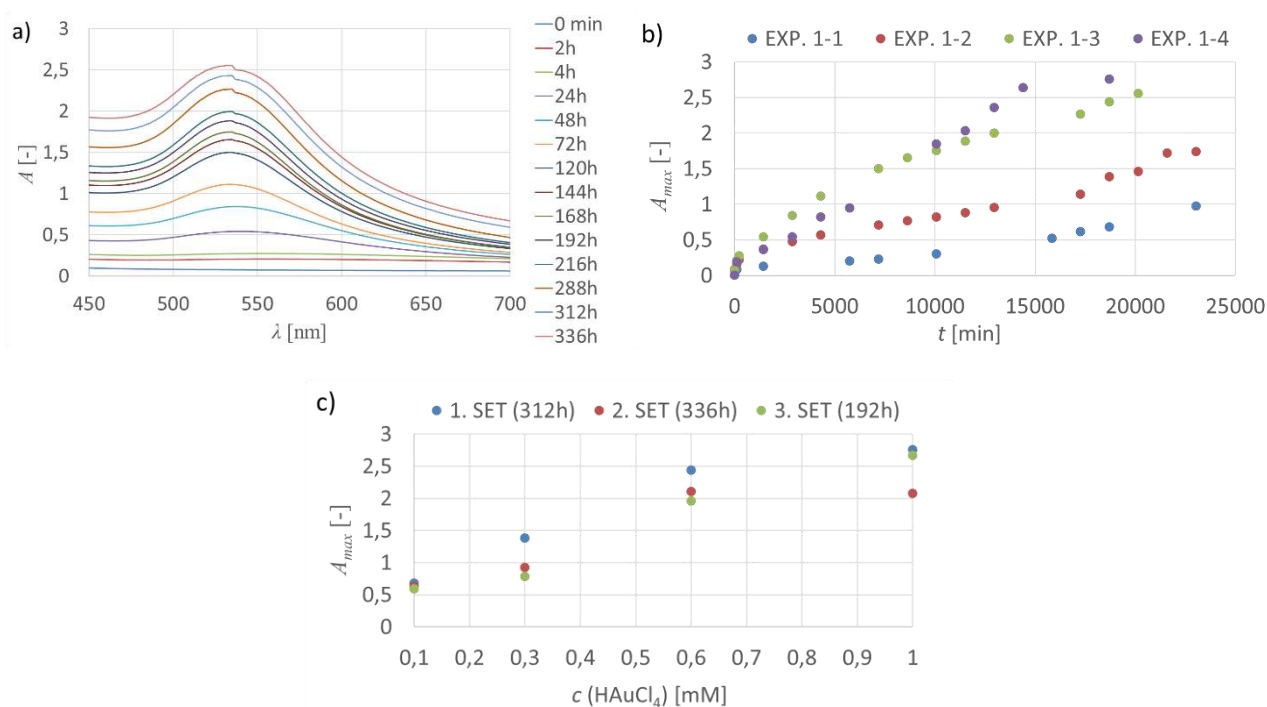 a)
3
2,5
2
1,5
1
0,5
0
A [-]
450 500 550 600 650 700
λ [nm]
0 min
2h
4h
24h
48h
72h
120h
144h
168h
192h
216h
288h
312h
336h
b)
EXP. 1-1 EXP. 1-2 EXP. 1-3 EXP. 1-4
3
2,5
2
1,5
1
0,5
0
Amax [-]
0 5000 10000 15000 20000 25000
t [min]
c)
1. SET (312h) 2. SET (336h) 3. SET (192h)
3
2,5
2
1,5
1
0,5
0
Amax [-]
0,1 0,2 0,3 0,4 0,5 0,6 0,7 0,8 0,9 1
c (HAuCl₄) [mM]